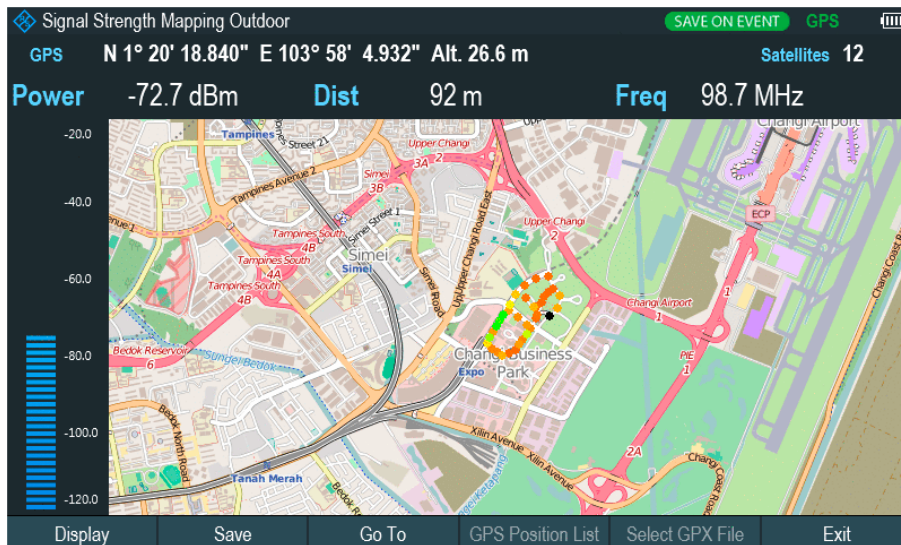 Signal Strength Mapping Outdoor SAVE ON EVENT GPS
GPS N 1° 20' 18.840" E 103° 58' 4.932" Alt. 26.6 m Satellites 12
Power -72.7 dBm Dist 92 m Freq 98.7 MHz
-20.0
-40.0
-60.0
-80.0
-100.0
-120.0
Changi Airport
Tampines
Street 21
Upper Changi
2
3A
Simei
3B
Tampines Avenue 2
Upper Changi Road East
ECP
Simei Street 1
Upper Changi
2
Tampines South
4B
Simei
Simei
Tampines South
4A
Tampines South
4B
Simei Road
1
Changi Airport
1
Changi Coast
Bedok Reservoir
6
Sungei Bedok
Changi Business
Park
Expo
PIE
1
Bedok North Road
Xilin Avenue
Xilin Avenue
2A
Changi Coast Road
Tanah Merah
Sungei Ketapang
Display Save Go To GPS Position List Select GPX File Exit